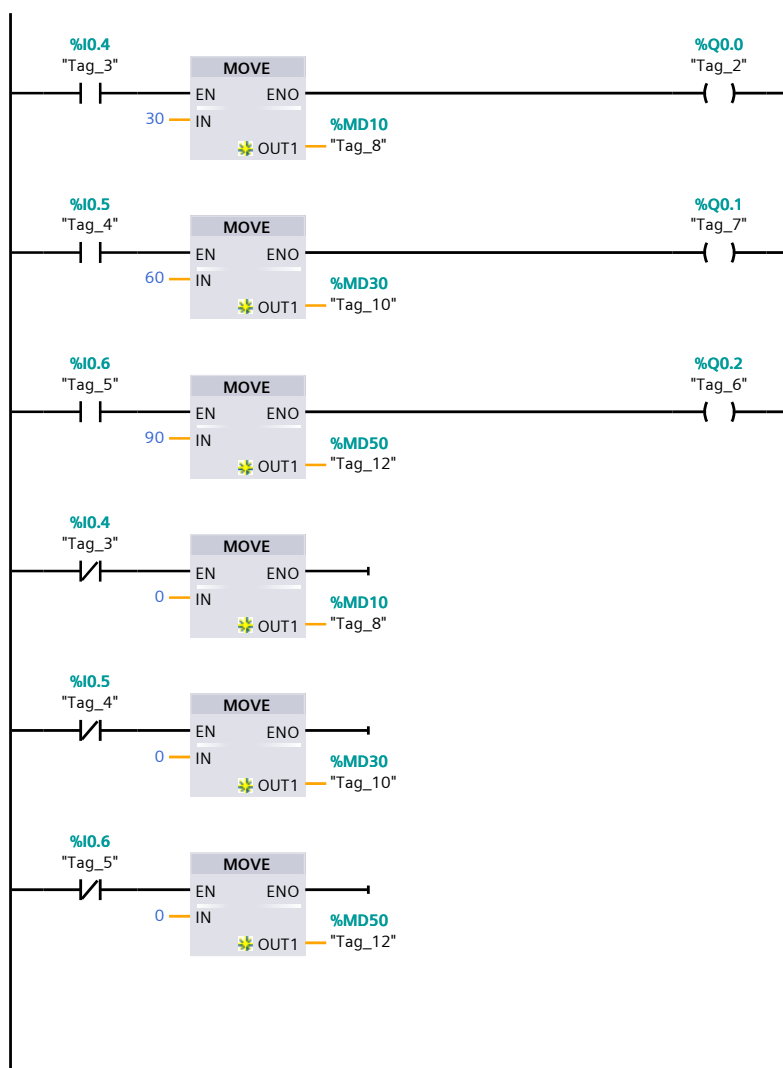 %I0.4 %Q0.0
"Tag_3" "Tag_2"
MOVE
EN ENO
30 IN
%MD10
OUT1 "Tag_8"
%I0.5 %Q0.1
"Tag_4" "Tag_7"
MOVE
EN ENO
60 IN
%MD30
OUT1 "Tag_10"
%I0.6 %Q0.2
"Tag_5" "Tag_6"
MOVE
EN ENO
90 IN
%MD50
OUT1 "Tag_12"
%I0.4
"Tag_3"
MOVE
EN ENO
0 IN
%MD10
OUT1 "Tag_8"
%I0.5
"Tag_4"
MOVE
EN ENO
0 IN
%MD30
OUT1 "Tag_10"
%I0.6
"Tag_5"
MOVE
EN ENO
0 IN
%MD50
OUT1 "Tag_12"